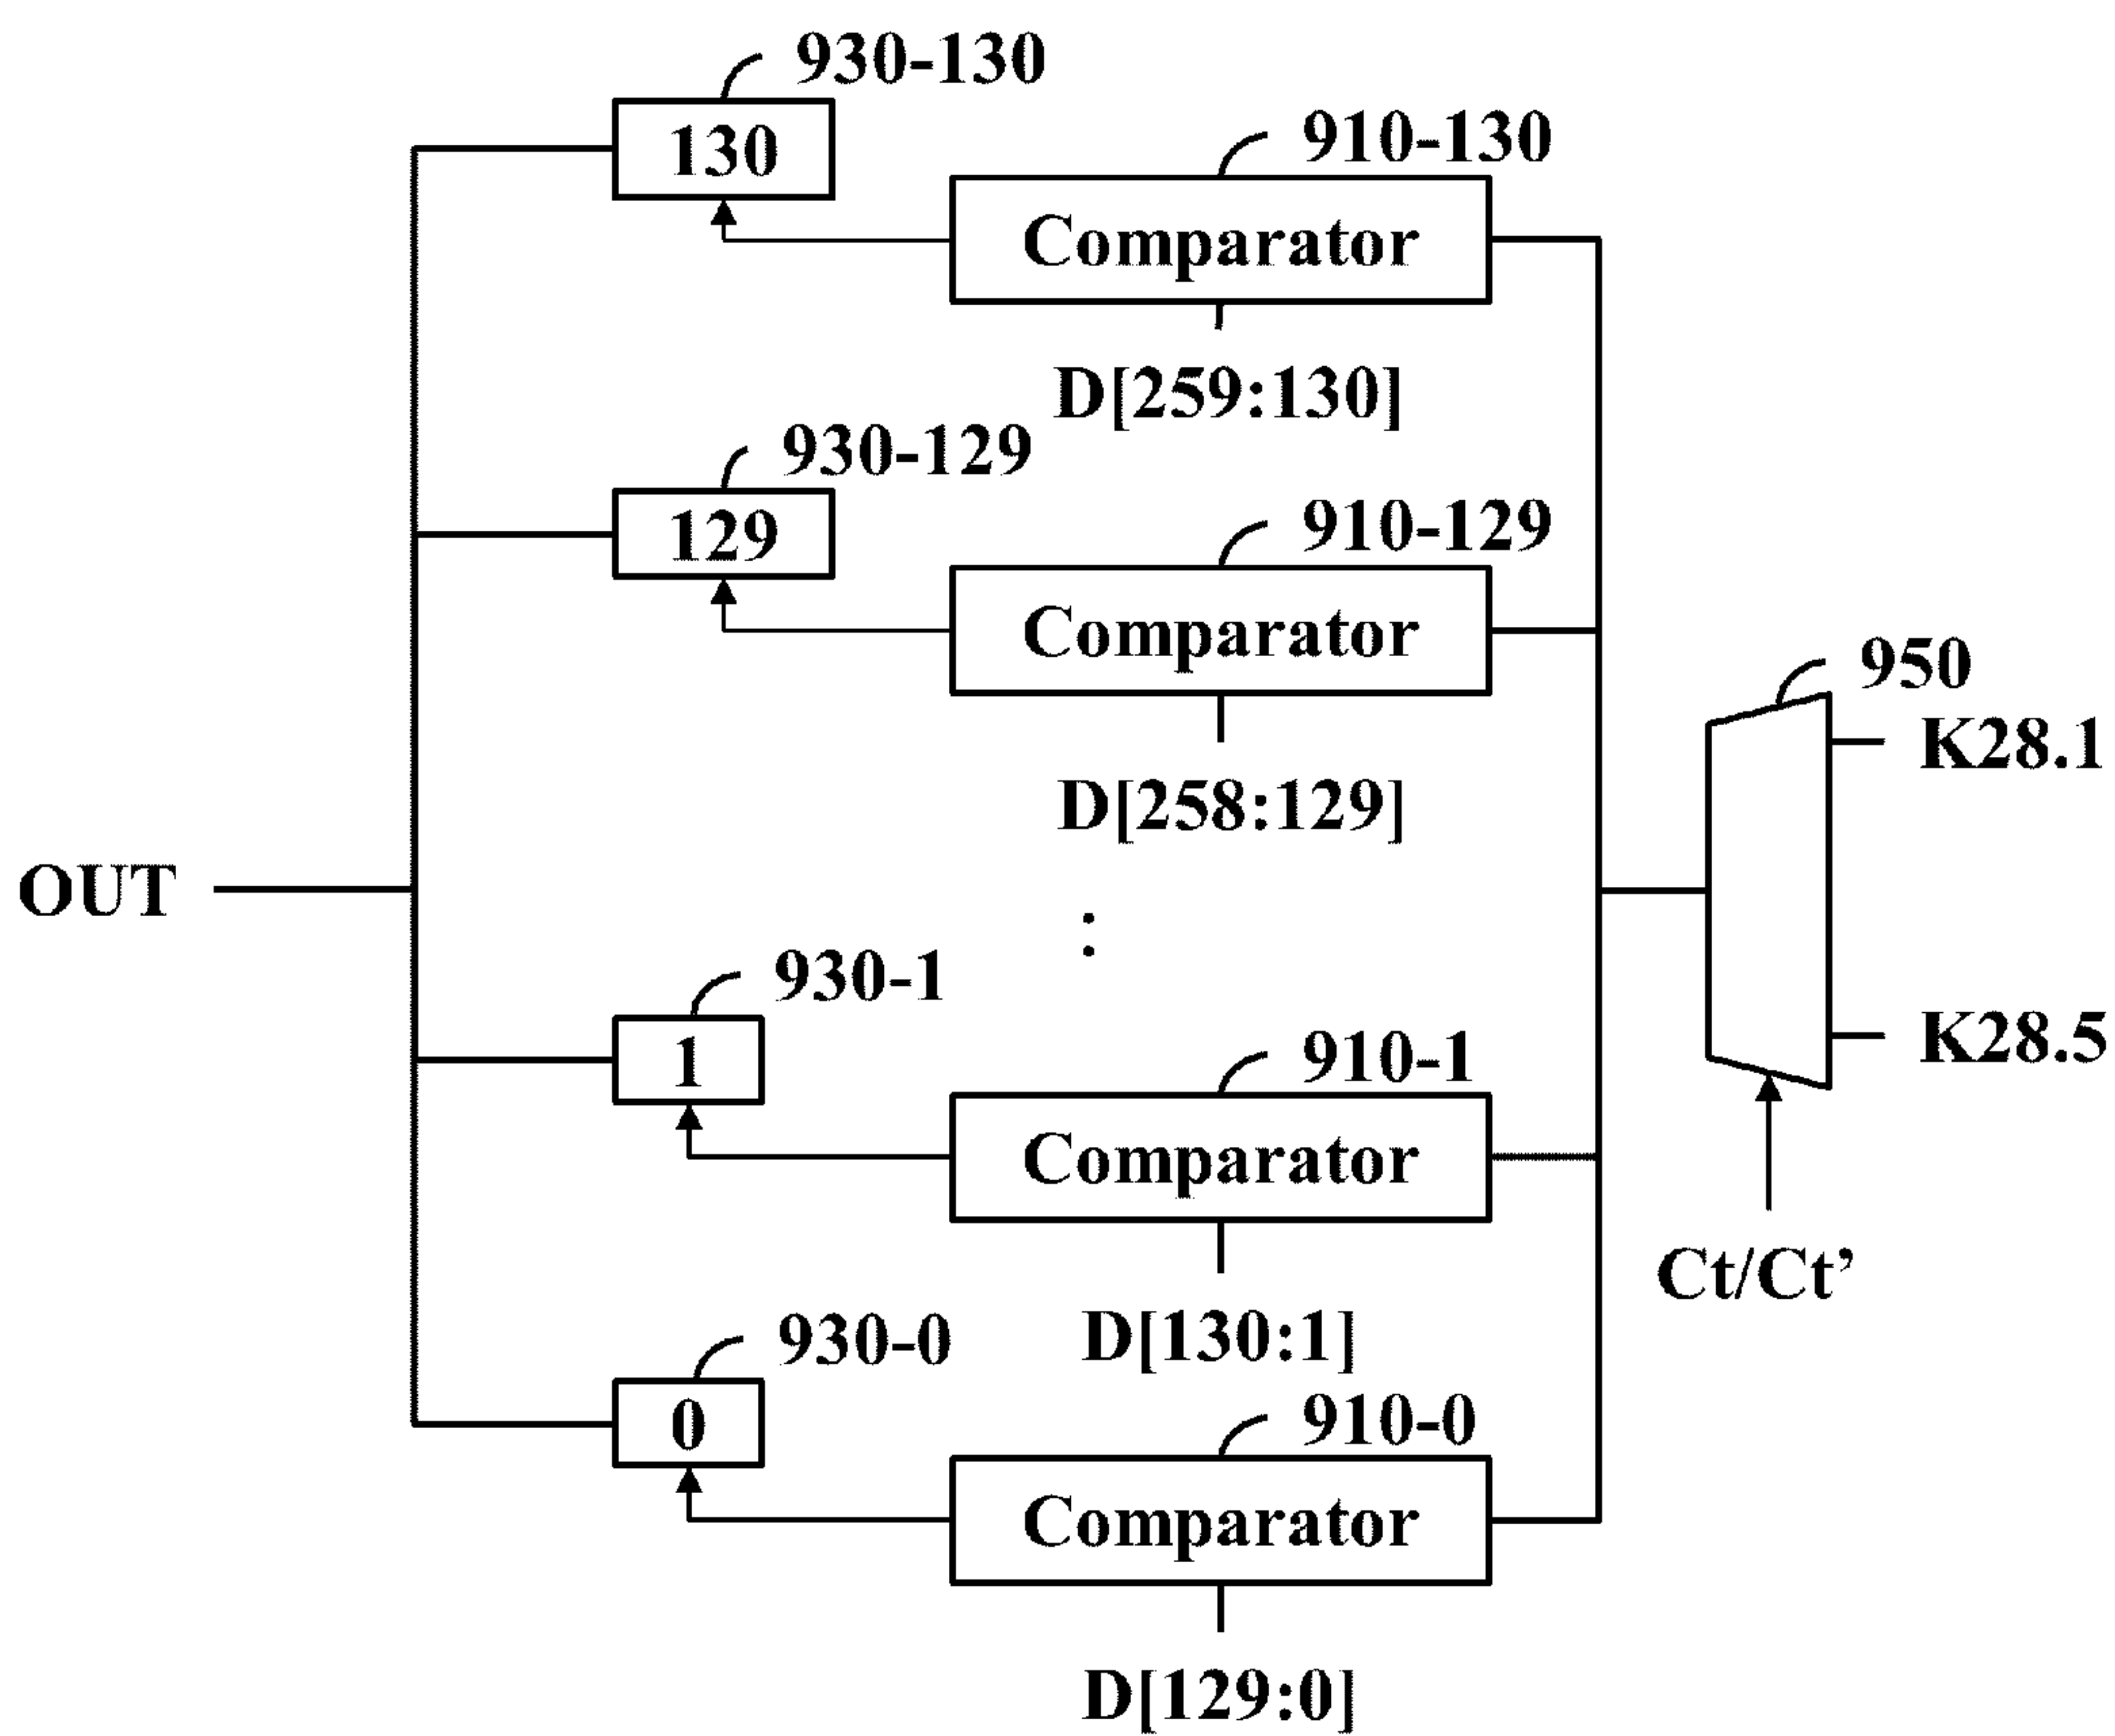 930-130
130
910-130
Comparator
D[259:130]
930-129
129
910-129
Comparator
D[258:129]
950
K28.1
OUT
:
930-1
1
910-1
Comparator
K28.5
Ct/Ct’
D[130:1]
930-0
0
910-0
Comparator
D[129:0]